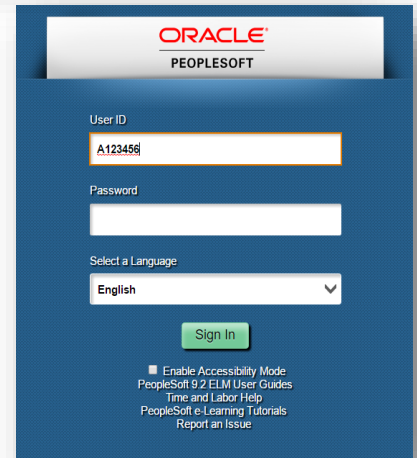 ORACLE
PEOPLESOFT
User ID
A123456
Password
Select a Language
English
Sign In
Enable Accessibility Mode
PeopleSoft 9.2 ELM User Guides
Time and Labor Help
PeopleSoft e-Learning Tutorials
Report an Issue